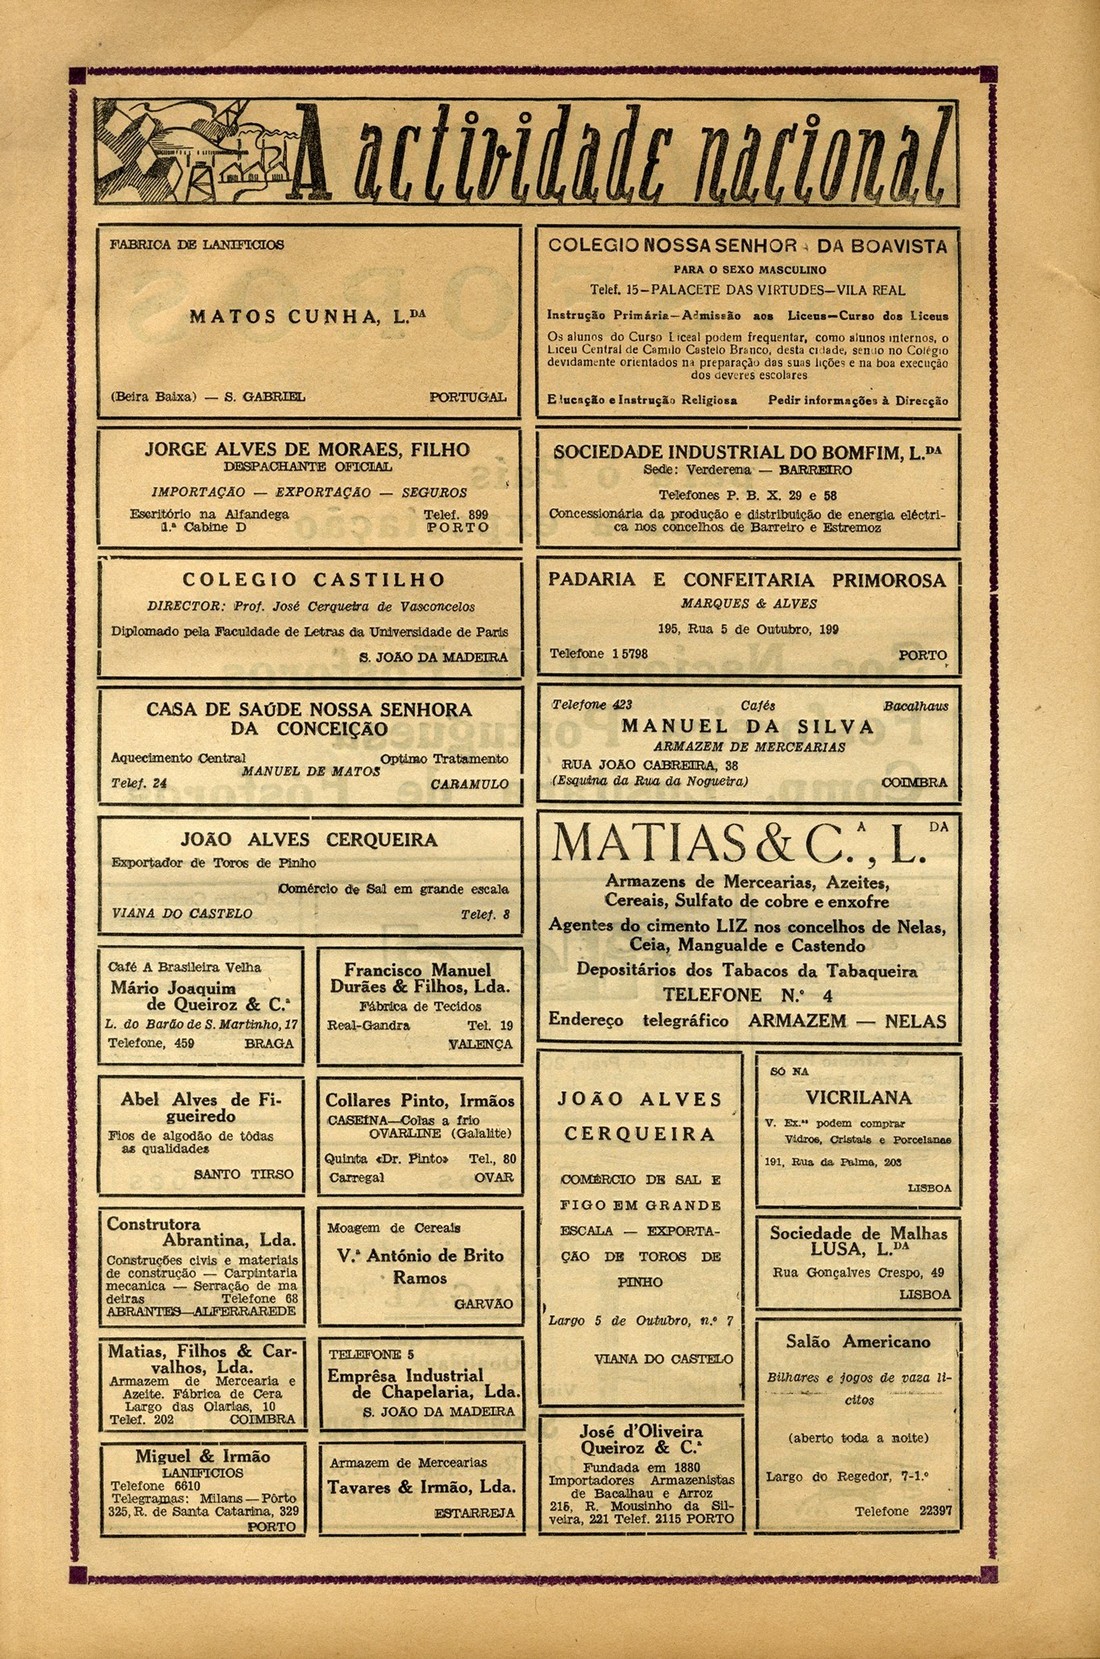 A actividade nacional
FABRICA DE LANIFICIOS
MATOS CUNHA, L.DA
(Beira Baixa) — S. GABRIEL PORTUGAL
COLEGIO NOSSA SENHOR DA BOAVISTA
PARA O SEXO MASCULINO
Telef. 15—PALACETE DAS VIRTUDES—VILA REAL
Instrução Primária—Admissão aos Liceus—Curso dos Liceus
Os alunos do Curso Liceal podem frequentar, como alunos internos, o
Liceu Central de Camilo Castelo Branco, desta cidade, sendo no Colégio
devidamente orientados na preparação das suas lições e na boa execução
dos deveres escolares
Educação e Instrução Religiosa Pedir informações à Direcção
JORGE ALVES DE MORAES, FILHO
DESPACHANTE OFICIAL
IMPORTAÇÃO — EXPORTAÇÃO — SEGUROS
Escritório na Alfandega Telef. 899
1.ª Cabine D PORTO
SOCIEDADE INDUSTRIAL DO BOMFIM, L.DA
Sede: Verderena — BARREIRO
Telefones P. B. X. 29 e 58
Concessionária da produção e distribuição de energia eléctri-
ca nos concelhos de Barreiro e Estremoz
COLEGIO CASTILHO
DIRECTOR: Prof. José Cerqueira de Vasconcelos
Diplomado pela Faculdade de Letras da Universidade de Paris
S. JOÃO DA MADEIRA
PADARIA E CONFEITARIA PRIMOROSA
MARQUES & ALVES
195, Rua 5 de Outubro, 199
Telefone 15798 PORTO
CASA DE SAÚDE NOSSA SENHORA
DA CONCEIÇÃO
Aquecimento Central Optimo Tratamento
MANUEL DE MATOS
Telef. 24 CARAMULO
Telefone 423 Cafés Bacalhaus
MANUEL DA SILVA
ARMAZEM DE MERCEARIAS
RUA JOÃO CABREIRA, 38
(Esquina da Rua da Nogueira) COIMBRA
JOÃO ALVES CERQUEIRA
Exportador de Toros de Pinho
Comércio de Sal em grande escala
VIANA DO CASTELO Telef. 8
MATIAS & C.A, L.DA
Armazens de Mercearias, Azeites,
Cereais, Sulfato de cobre e enxofre
Agentes do cimento LIZ nos concelhos de Nelas,
Ceia, Mangualde e Castendo
Depositários dos Tabacos da Tabaqueira
TELEFONE N.º 4
Endereço telegráfico ARMAZEM — NELAS
Café A Brasileira Velha
Mário Joaquim
de Queiroz & C.ª
L. do Barão de S. Martinho, 17
Telefone, 459 BRAGA
Francisco Manuel
Durães & Filhos, Lda.
Fábrica de Tecidos
Real-Gandra Tel. 19
VALENÇA
Abel Alves de Fi-
gueiredo
Fios de algodão de tôdas
as qualidades
SANTO TIRSO
Collares Pinto, Irmãos
CASEÍNA—Colas a frio
OVARLINE (Galalite)
Quinta «Dr. Pinto» Tel., 80
Carregal OVAR
JOÃO ALVES
CERQUEIRA
COMÉRCIO DE SAL E
FIGO EM GRANDE
ESCALA — EXPORTA-
ÇÃO DE TOROS DE
PINHO
Largo 5 de Outubro, n.º 7
VIANA DO CASTELO
SÓ NA
VICRILANA
V. Ex.as podem comprar
Vidros, Cristais e Porcelanas
191, Rua da Palma, 203
LISBOA
Construtora
Abrantina, Lda.
Construções civis e materiais
de construção — Carpintaria
mecanica — Serração de ma
deiras Telefone 68
ABRANTES—ALFERRAREDE
Moagem de Cereais
V.ª António de Brito
Ramos
GARVÃO
Sociedade de Malhas
LUSA, L.DA
Rua Gonçalves Crespo, 49
LISBOA
Matias, Filhos & Car-
valhos, Lda.
Armazem de Mercearia e
Azeite. Fábrica de Cera
Largo das Olarias, 10
Telef. 202 COIMBRA
TELEFONE 5
Emprêsa Industrial
de Chapelaria, Lda.
S. JOÃO DA MADEIRA
Salão Americano
Bilhares e jogos de vaza lí-
citos
(aberto toda a noite)
Largo do Regedor, 7-1.º
Telefone 22397
Miguel & Irmão
LANIFICIOS
Telefone 6610
Telegramas: Milans — Pôrto
325, R. de Santa Catarina, 329
PORTO
Armazem de Mercearias
Tavares & Irmão, Lda.
ESTARREJA
José d'Oliveira
Queiroz & C.ª
Fundada em 1880
Importadores Armazenistas
de Bacalhau e Arroz
215, R. Mousinho da Sil-
veira, 221 Telef. 2115 PORTO